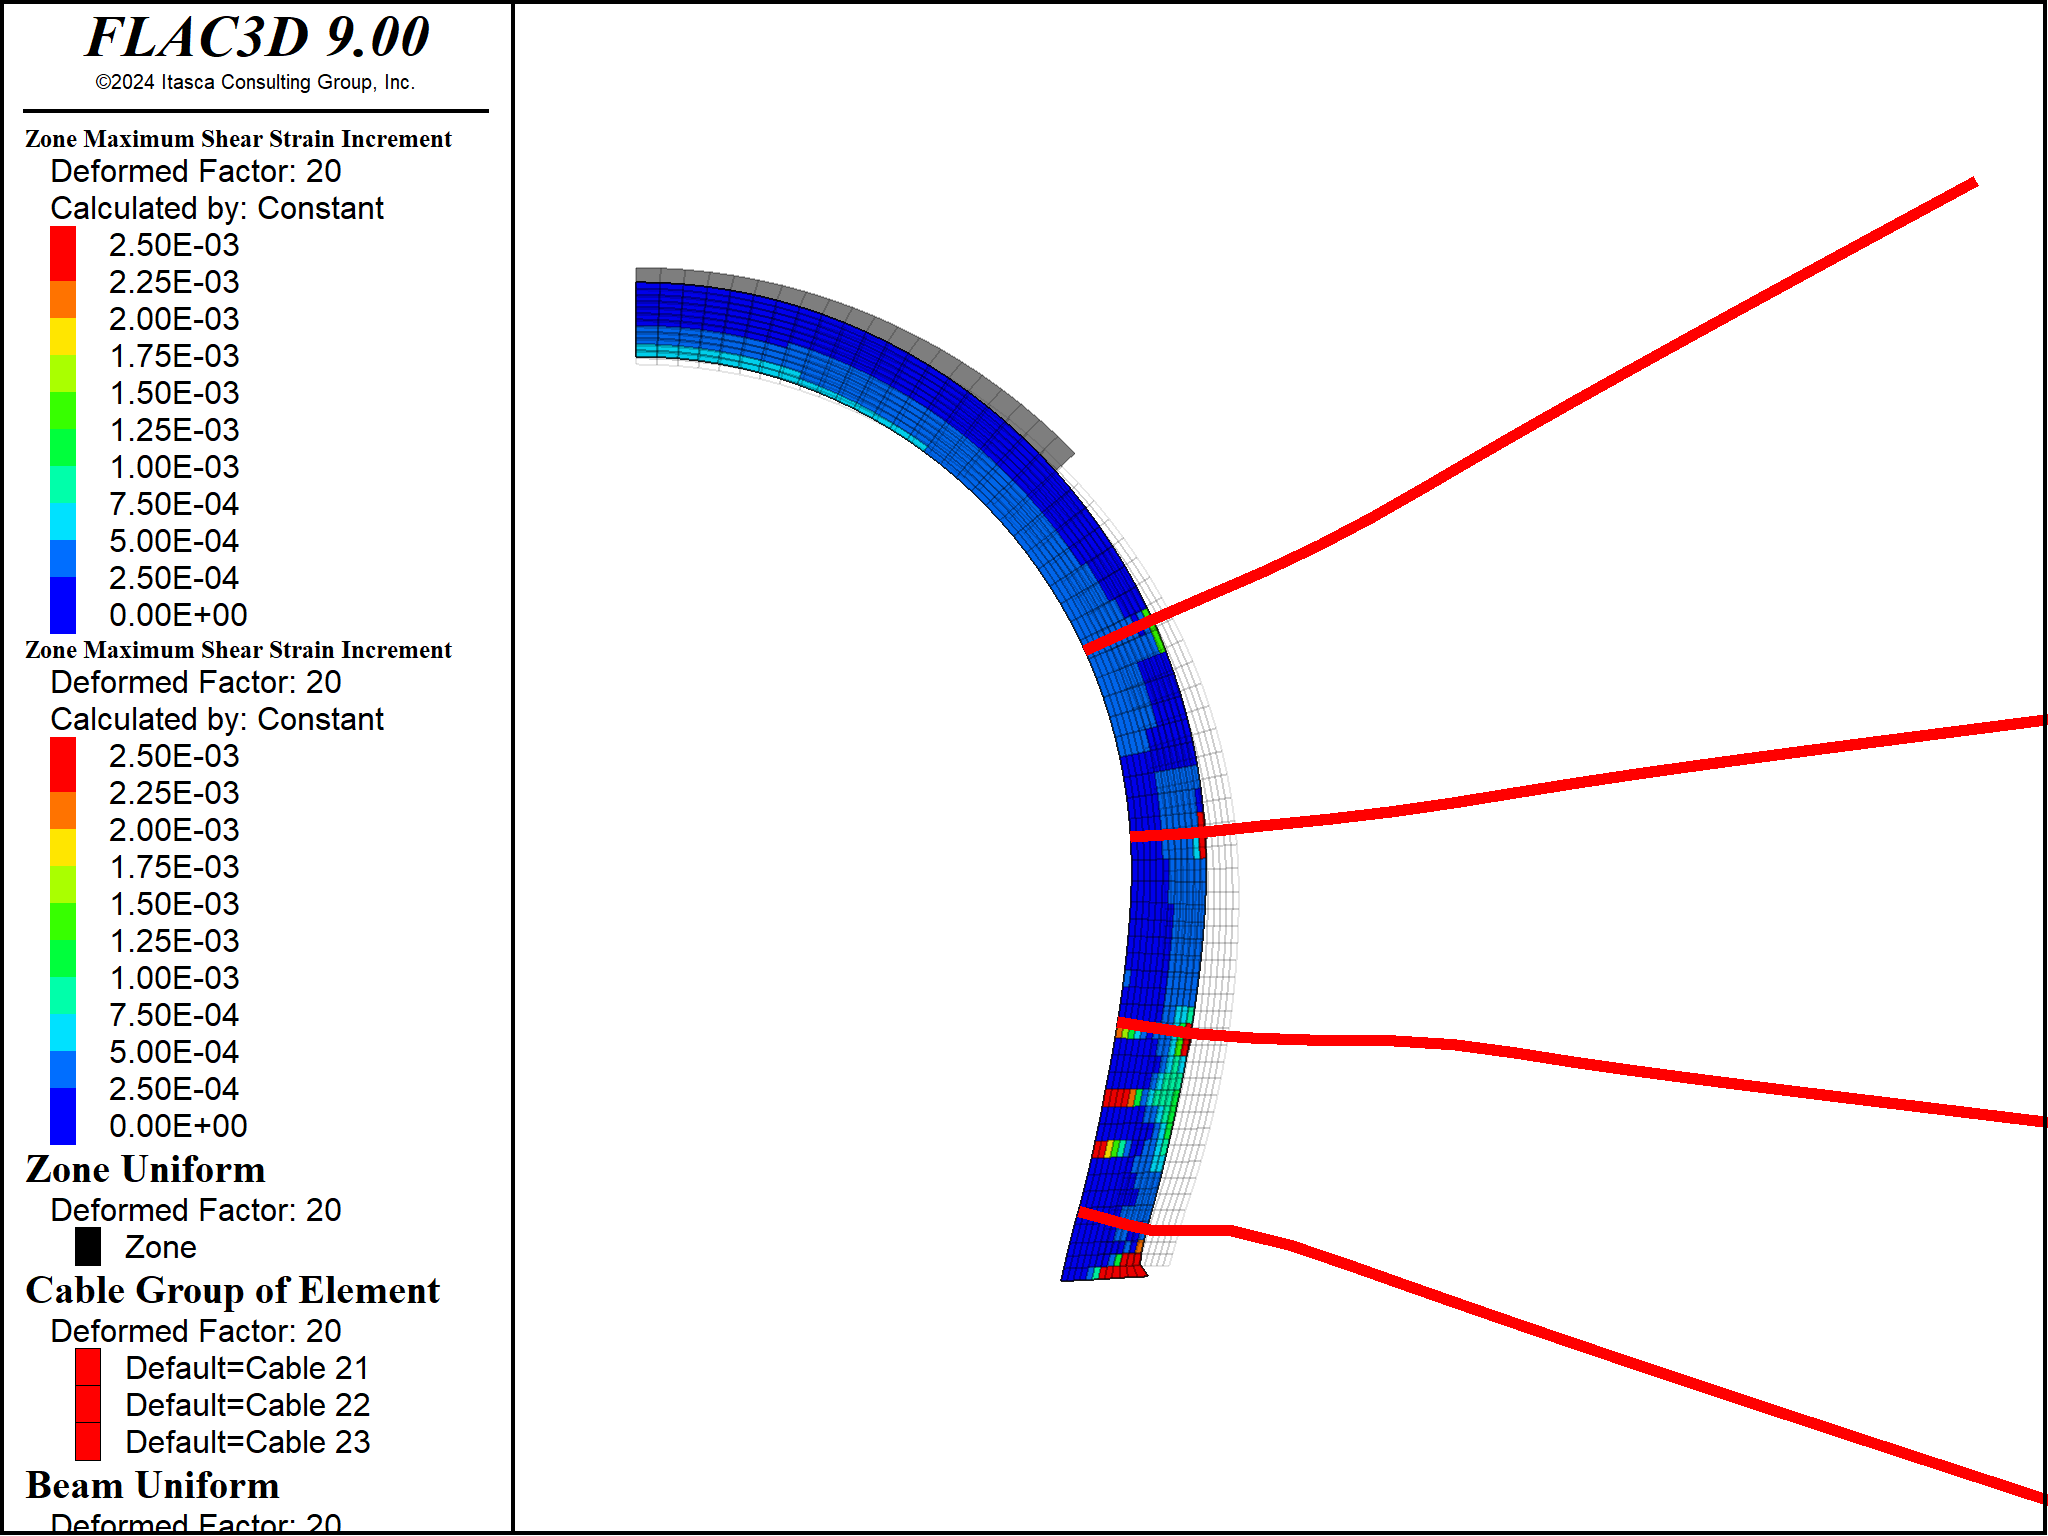 FLAC3D 9.00
©2024 Itasca Consulting Group, Inc.
Zone Maximum Shear Strain Increment
Deformed Factor: 20
Calculated by: Constant
2.50E-03
2.25E-03
2.00E-03
1.75E-03
1.50E-03
1.25E-03
1.00E-03
7.50E-04
5.00E-04
2.50E-04
0.00E+00
Zone Maximum Shear Strain Increment
Deformed Factor: 20
Calculated by: Constant
2.50E-03
2.25E-03
2.00E-03
1.75E-03
1.50E-03
1.25E-03
1.00E-03
7.50E-04
5.00E-04
2.50E-04
0.00E+00
Zone Uniform
Deformed Factor: 20
Zone
Cable Group of Element
Deformed Factor: 20
Default=Cable 21
Default=Cable 22
Default=Cable 23
Beam Uniform
Deformed Factor: 20